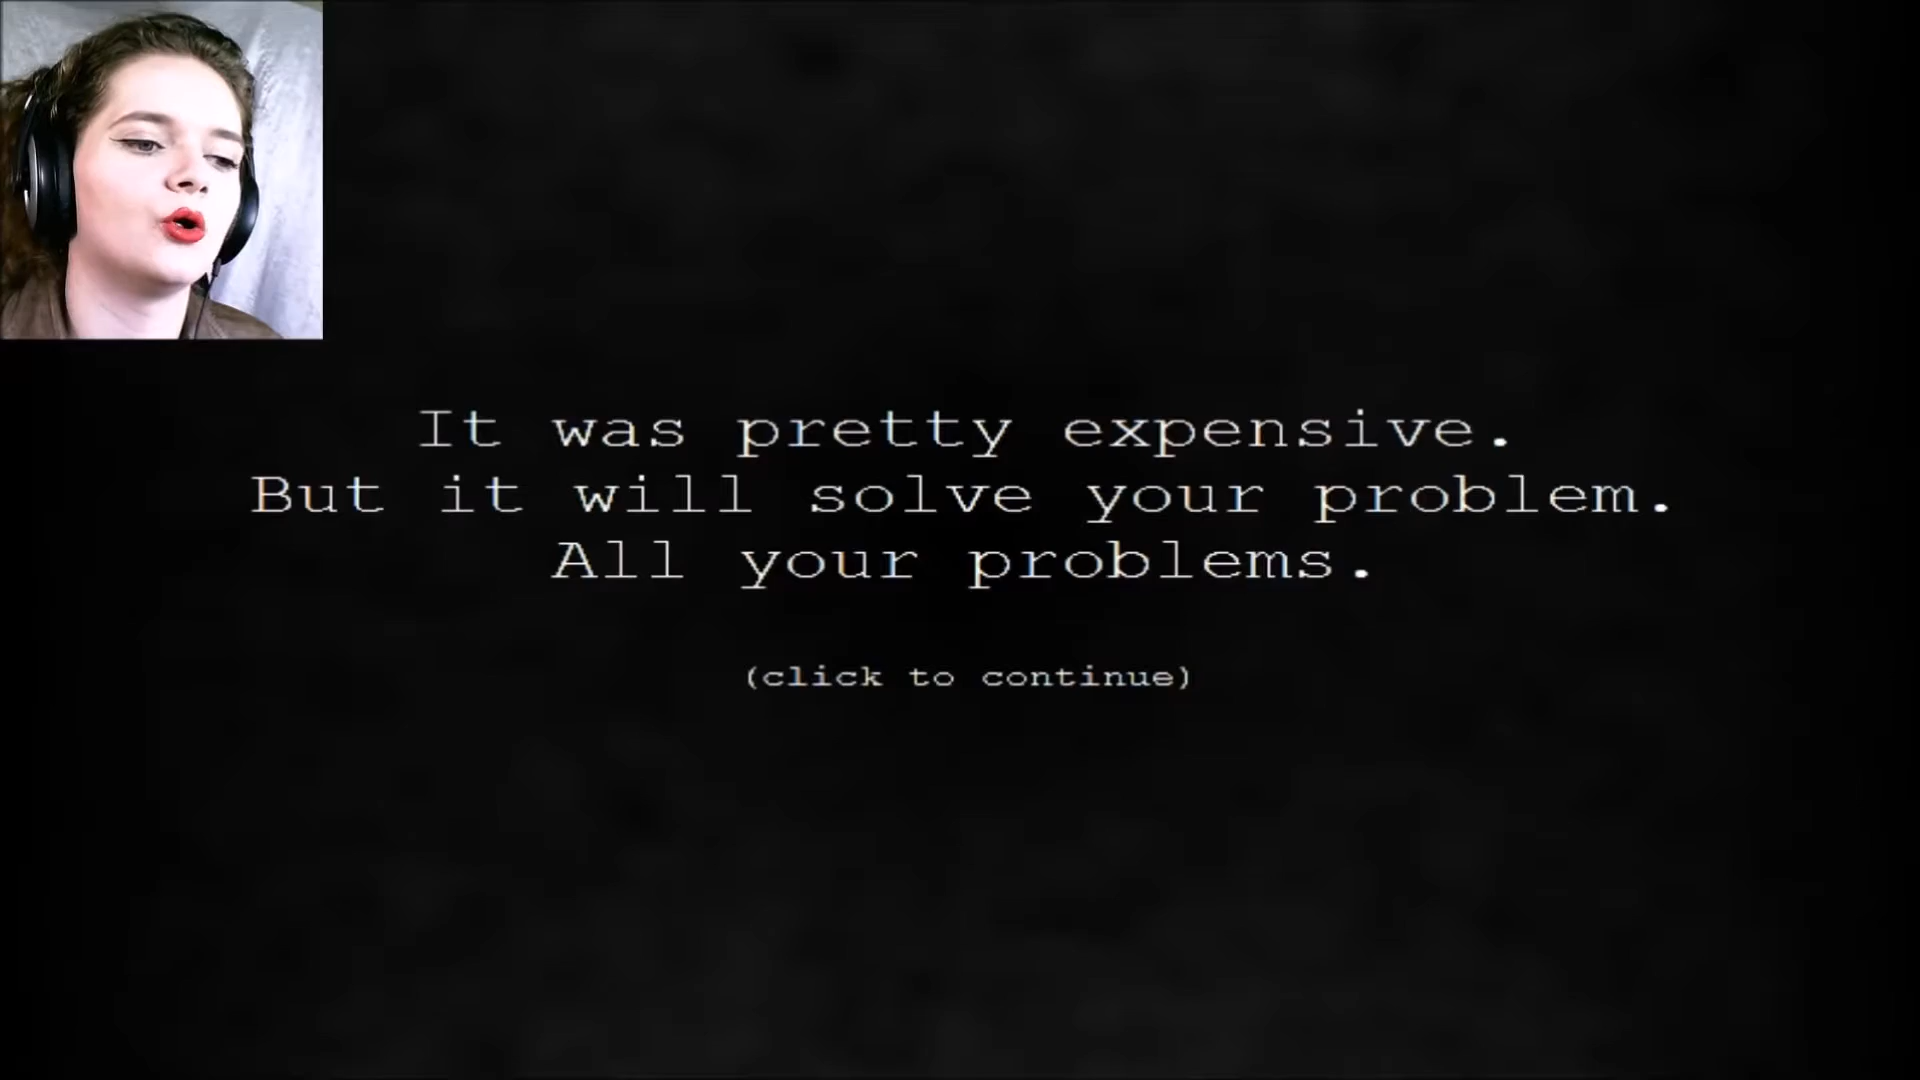 It was pretty expensive.
But it will solve your problem.
All your problems.
(click to continue)